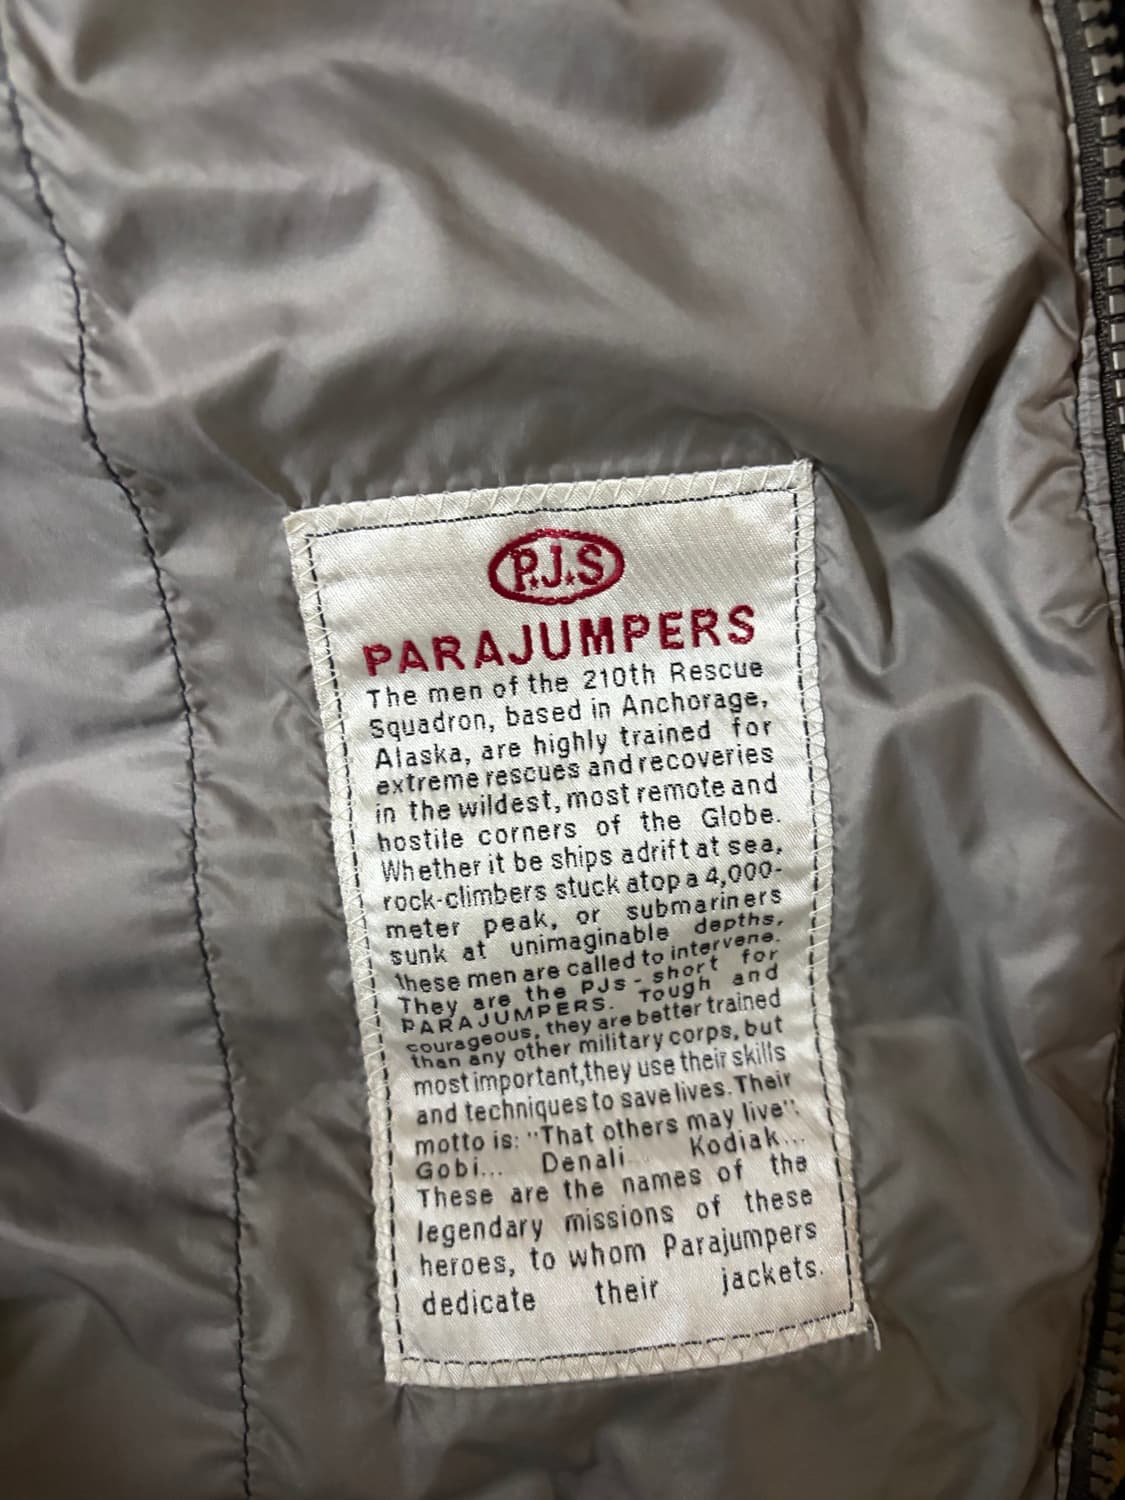 P.J.S
PARAJUMPERS
The men of the 210th Rescue
Squadron, based in Anchorage,
Alaska, are highly trained for
extreme rescues and recoveries
in the wildest, most remote and
hostile corners of the Globe.
Whether it be ships adrift at sea,
rock-climbers stuck atop a 4,000-
meter peak, or submariners
sunk at unimaginable depths,
these men are called to intervene.
They are the PJs - short for
PARAJUMPERS. Tough and
courageous, they are better trained
than any other military corps, but
most important,they use their skills
and techniques to save lives. Their
motto is: "That others may live".
Gobi... Denali... Kodiak...
These are the names of the
legendary missions of these
heroes, to whom Parajumpers
dedicate their jackets.